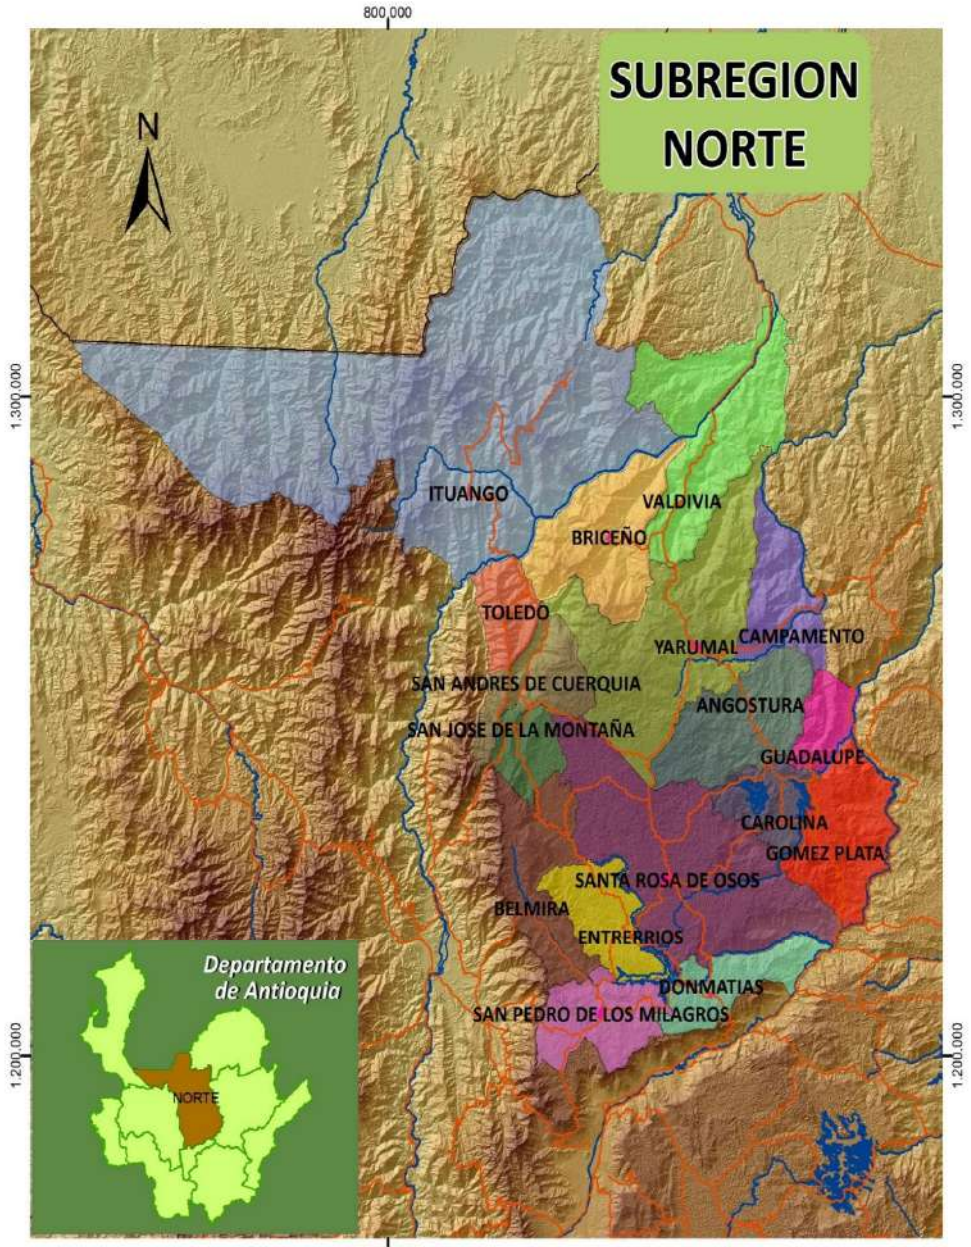 800,000
SUBREGION
NORTE
N
1.300.000
1.300.000
ITUANGO
VALDIVIA
BRICEÑO
TOLEDO
CAMPAMENTO
YARUMAL
SAN ANDRES DE CUERQUIA
ANGOSTURA
SAN JOSE DE LA MONTAÑA
GUADALUPE
CAROLINA
GOMEZ PLATA
SANTA ROSA DE OSOS
BELMIRA
ENTRERRIOS
DONMATIAS
SAN PEDRO DE LOS MILAGROS
Departamento
de Antioquia
NORTE
1.200.000
1.200.000